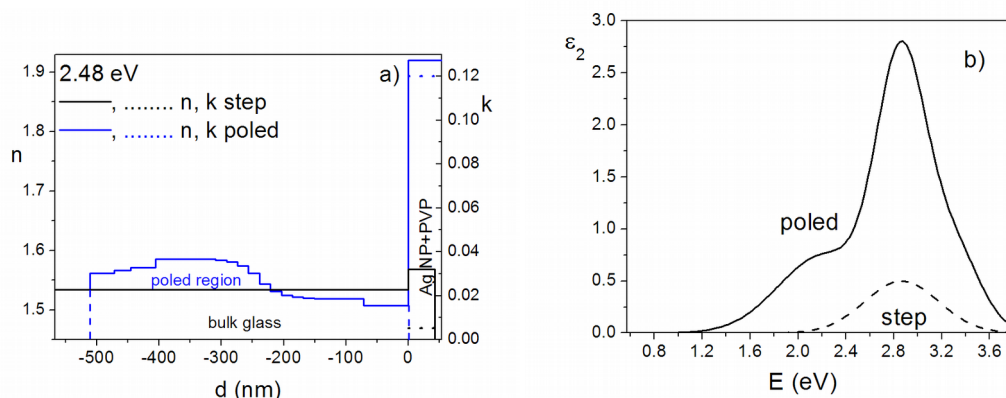 2.48 eV
a)
, ........ n, k step
, ........ n, k poled
n
k
1.9
1.8
1.7
1.6
1.5
0.12
0.10
0.08
0.06
0.04
0.02
0.00
Ag NP+PVP
poled region
bulk glass
-500 -400 -300 -200 -100 0
d (nm)
b)
ε2
3.0
2.5
2.0
1.5
1.0
0.5
0.0
poled
step
0.8 1.2 1.6 2.0 2.4 2.8 3.2 3.6
E (eV)